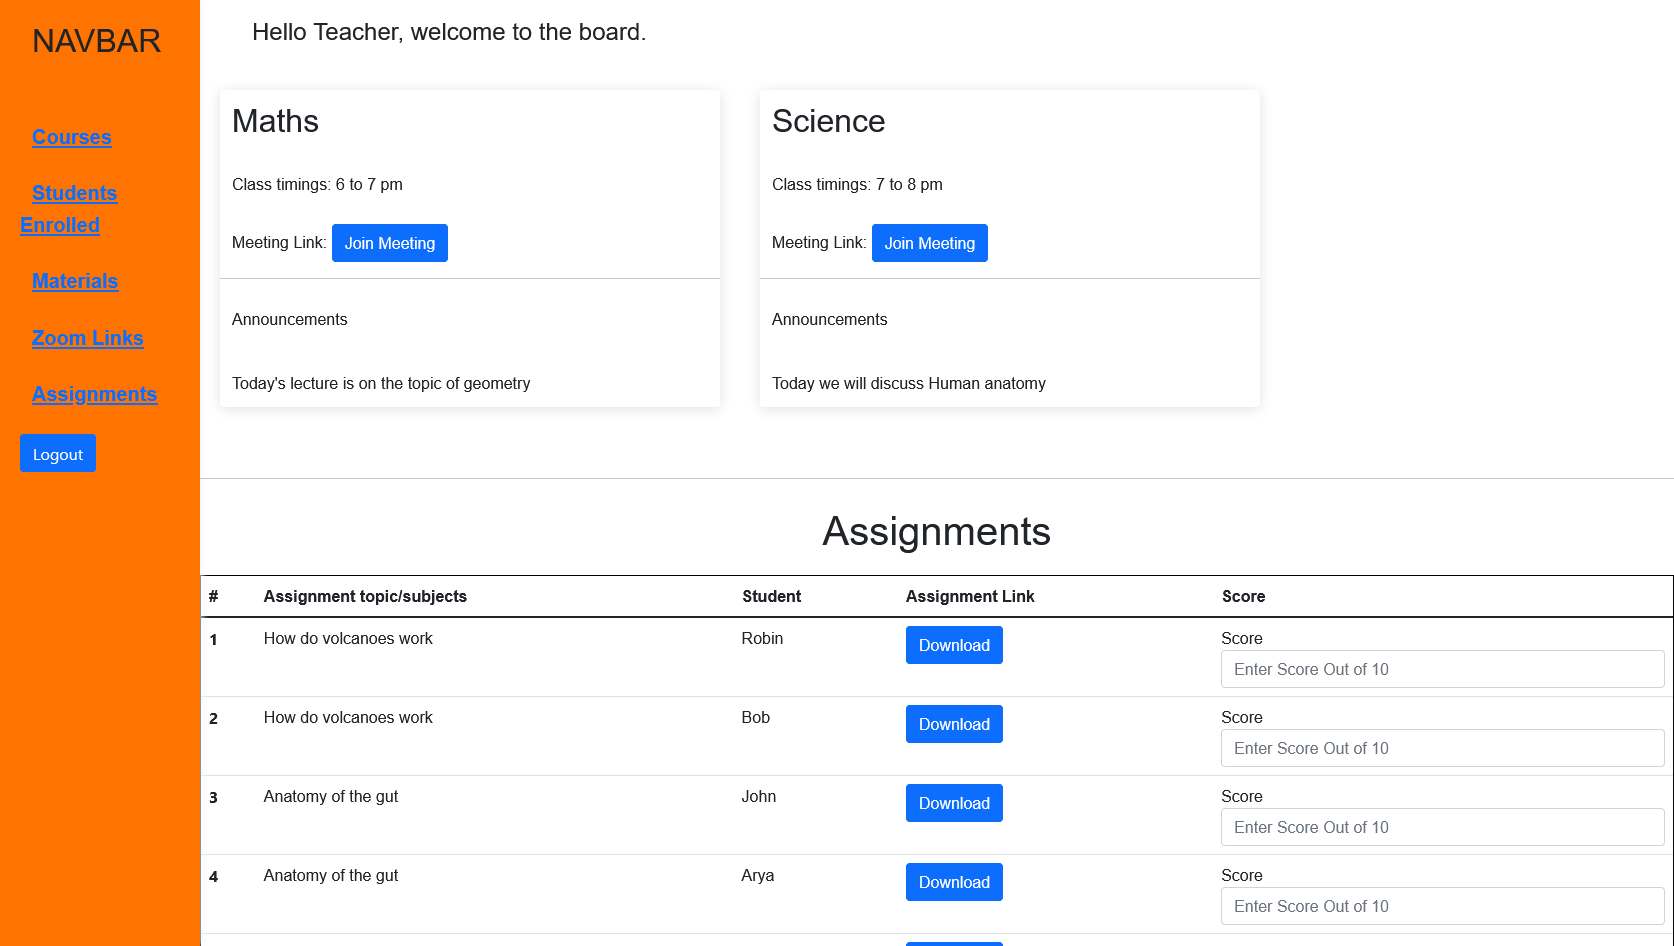 NAVBAR
Courses
Students
Enrolled
Materials
Zoom Links
Assignments
Logout
Hello Teacher, welcome to the board.
Maths
Class timings: 6 to 7 pm
Meeting Link: Join Meeting
Announcements
Today's lecture is on the topic of geometry
Science
Class timings: 7 to 8 pm
Meeting Link: Join Meeting
Announcements
Today we will discuss Human anatomy
Assignments
# Assignment topic/subjects Student Assignment Link Score
1 How do volcanoes work Robin Download Score
Enter Score Out of 10
2 How do volcanoes work Bob Download Score
Enter Score Out of 10
3 Anatomy of the gut John Download Score
Enter Score Out of 10
4 Anatomy of the gut Arya Download Score
Enter Score Out of 10